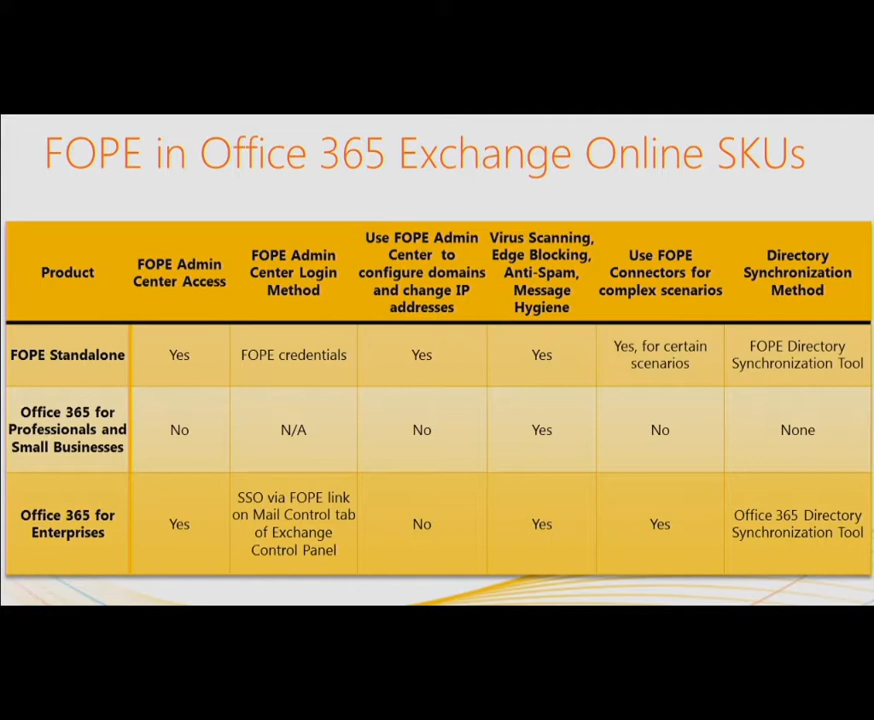 FOPE in Office 365 Exchange Online SKUs
Product
FOPE Admin
Center Access
FOPE Admin
Center Login
Method
Use FOPE Admin
Center to
configure domains
and change IP
addresses
Virus Scanning,
Edge Blocking,
Anti-Spam,
Message
Hygiene
Use FOPE
Connectors for
complex scenarios
Directory
Synchronization
Method
FOPE Standalone
Yes
FOPE credentials
Yes
Yes
Yes, for certain
scenarios
FOPE Directory
Synchronization Tool
Office 365 for
Professionals and
Small Businesses
No
N/A
No
Yes
No
None
Office 365 for
Enterprises
Yes
SSO via FOPE link
on Mail Control tab
of Exchange
Control Panel
No
Yes
Yes
Office 365 Directory
Synchronization Tool